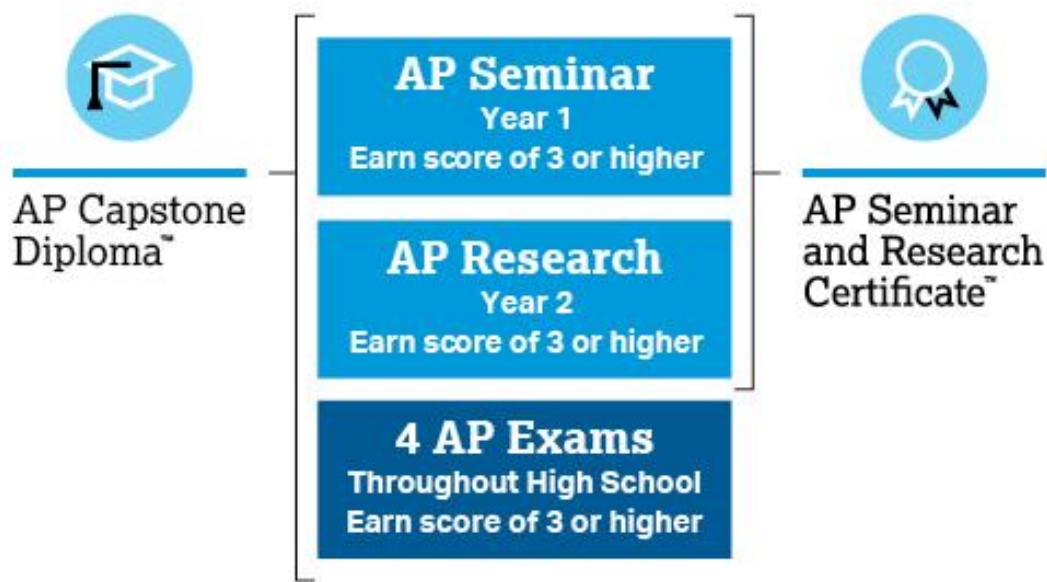 AP Capstone
Diploma™
AP Seminar
Year 1
Earn score of 3 or higher
AP Research
Year 2
Earn score of 3 or higher
4 AP Exams
Throughout High School
Earn score of 3 or higher
AP Seminar
and Research
Certificate™